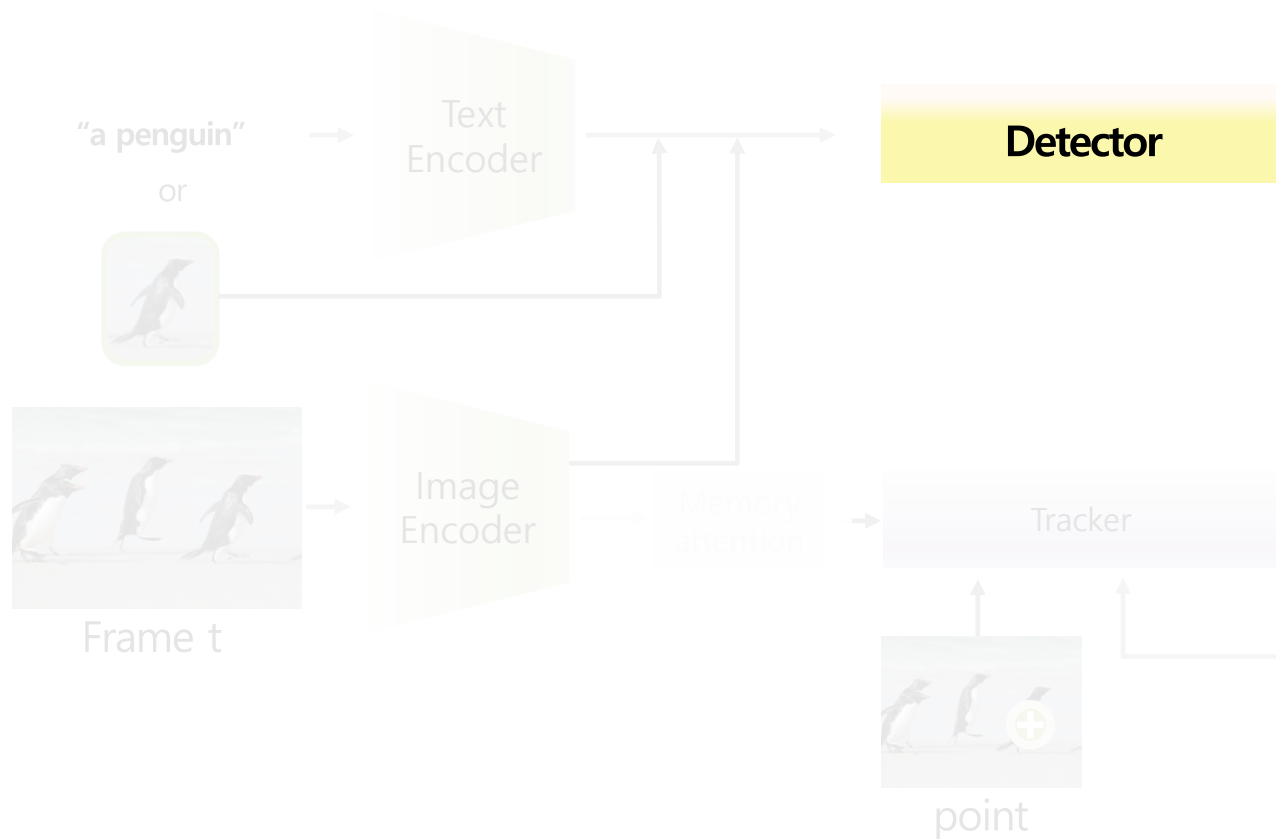 Text
Encoder
“a penguin”
or
Detector
Image
Encoder
Memory
attention
Tracker
Frame t
point